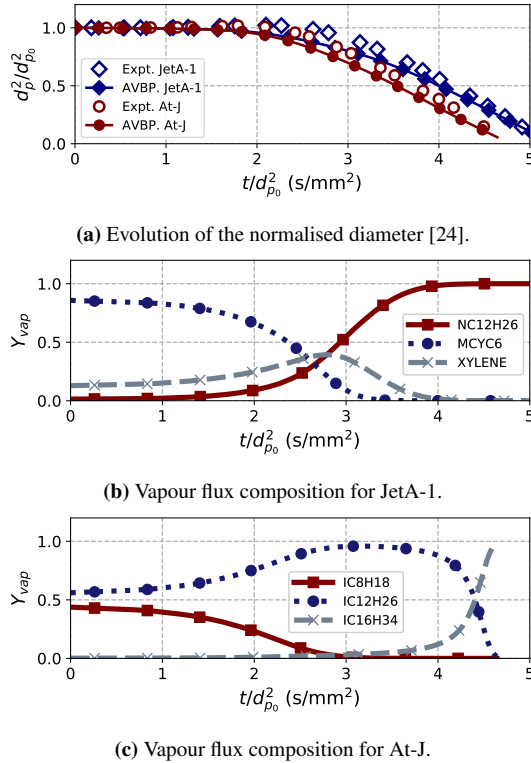 d_p^2/d_{p_0}^2
1.0
0.5
0.0
Expt. JetA-1
AVBP. JetA-1
Expt. At-J
AVBP. At-J
0 1 2 3 4 5
t/d_{p_0}^2 (s/mm^2)
(a) Evolution of the normalised diameter [24].
Y_{vap}
1.0
0.5
0.0
NC12H26
MCYC6
XYLENE
0 1 2 3 4 5
t/d_{p_0}^2 (s/mm^2)
(b) Vapour flux composition for JetA-1.
Y_{vap}
1.0
0.5
0.0
IC8H18
IC12H26
IC16H34
0 1 2 3 4 5
t/d_{p_0}^2 (s/mm^2)
(c) Vapour flux composition for At-J.